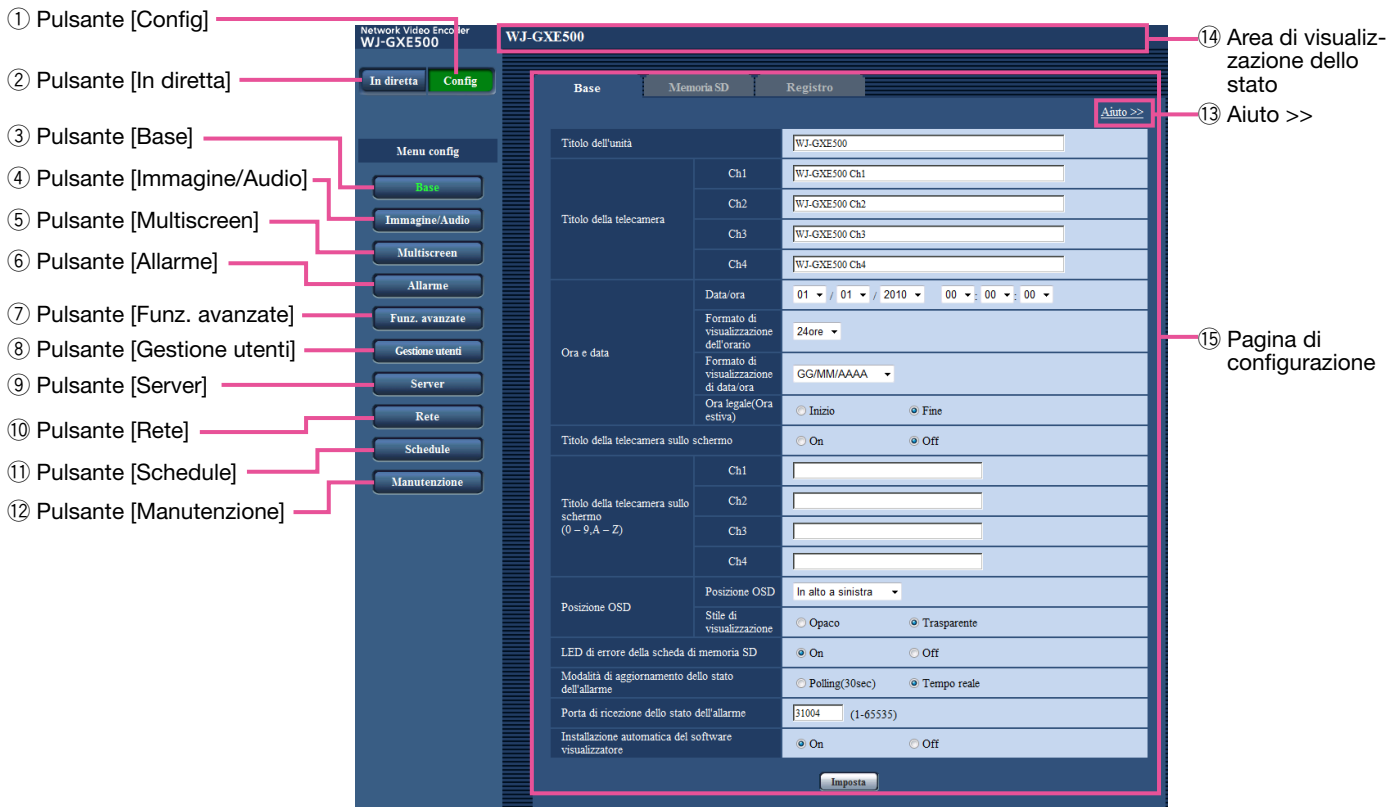 ① Pulsante [Config]
② Pulsante [In diretta]
③ Pulsante [Base]
④ Pulsante [Immagine/Audio]
⑤ Pulsante [Multiscreen]
⑥ Pulsante [Allarme]
⑦ Pulsante [Funz. avanzate]
⑧ Pulsante [Gestione utenti]
⑨ Pulsante [Server]
⑩ Pulsante [Rete]
⑪ Pulsante [Schedule]
⑫ Pulsante [Manutenzione]
Network Video Encoder
WJ-GXE500
In diretta Config
Menu config
Base
Immagine/Audio
Multiscreen
Allarme
Funz. avanzate
Gestione utenti
Server
Rete
Schedule
Manutenzione
WJ-GXE500
Base Memoria SD Registro
Aiuto >>
Titolo dell'unità WJ-GXE500
Titolo della telecamera
Ch1 WJ-GXE500 Ch1
Ch2 WJ-GXE500 Ch2
Ch3 WJ-GXE500 Ch3
Ch4 WJ-GXE500 Ch4
Ora e data
Data/ora 01 / 01 / 2010 00 : 00 : 00
Formato di
visualizzazione
dell'orario
24ore
Formato di
visualizzazione
di data/ora
GG/MM/AAAA
Ora legale(Ora
estiva)
Inizio Fine
Titolo della telecamera sullo schermo On Off
Titolo della telecamera sullo
schermo
(0 – 9,A – Z)
Ch1
Ch2
Ch3
Ch4
Posizione OSD
Posizione OSD In alto a sinistra
Stile di
visualizzazione
Opaco Trasparente
LED di errore della scheda di memoria SD On Off
Modalità di aggiornamento dello stato
dell'allarme
Polling(30sec) Tempo reale
Porta di ricezione dello stato dell'allarme 31004 (1-65535)
Installazione automatica del software
visualizzatore
On Off
Imposta
⑭ Area di visualiz-
zazione dello
stato
⑬ Aiuto >>
⑮ Pagina di
configurazione